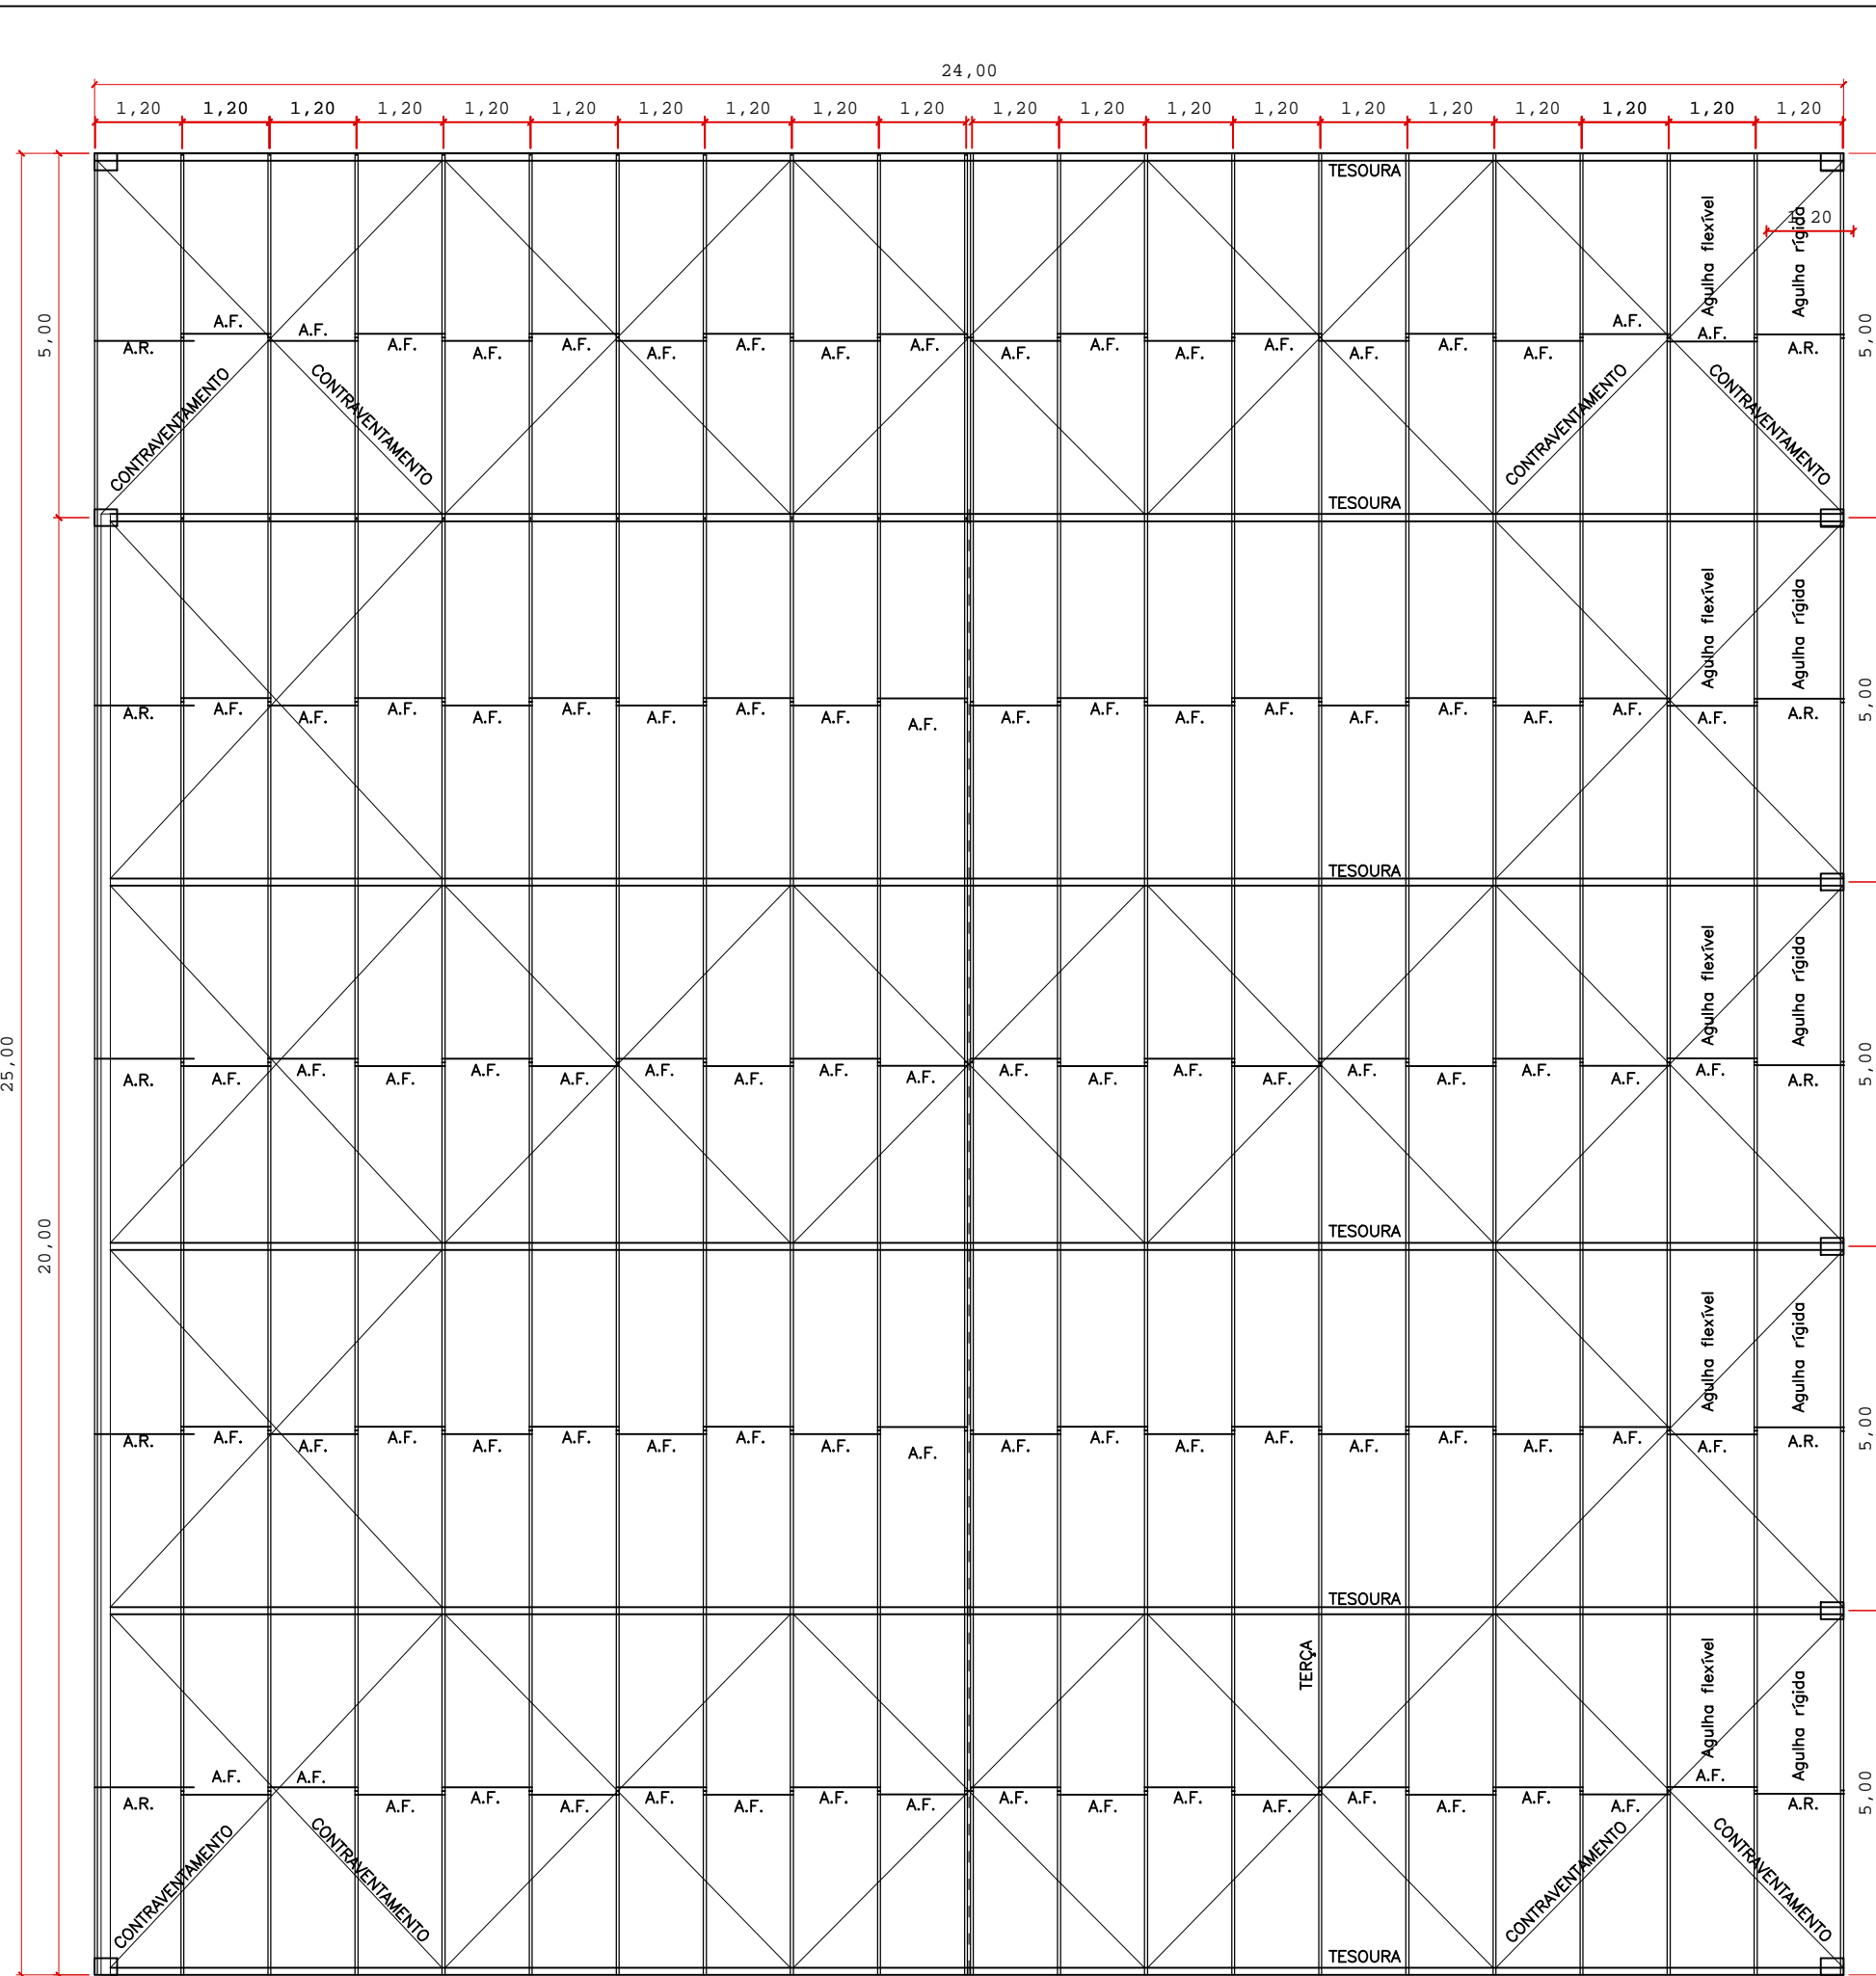 24,00
1,20 1,20 1,20 1,20 1,20 1,20 1,20 1,20 1,20 1,20 1,20 1,20 1,20 1,20 1,20 1,20 1,20 1,20 1,20 1,20
TESOURA
Agulha flexível
Agulha rígida
1,20
5,00
A.R. A.F. A.F. A.F. A.F. A.F. A.F. A.F. A.F. A.F. A.F. A.F. A.F. A.F. A.F. A.F. A.F. A.F. A.F. A.R.
5,00
CONTRAVENTAMENTO
CONTRAVENTAMENTO
CONTRAVENTAMENTO
CONTRAVENTAMENTO
TESOURA
Agulha flexível
Agulha rígida
A.R. A.F. A.F. A.F. A.F. A.F. A.F. A.F. A.F. A.F. A.F. A.F. A.F. A.F. A.F. A.F. A.F. A.F. A.F. A.R.
5,00
TESOURA
Agulha flexível
Agulha rígida
25,00
A.R. A.F. A.F. A.F. A.F. A.F. A.F. A.F. A.F. A.F. A.F. A.F. A.F. A.F. A.F. A.F. A.F. A.F. A.F. A.R.
5,00
20,00
TESOURA
Agulha flexível
Agulha rígida
A.R. A.F. A.F. A.F. A.F. A.F. A.F. A.F. A.F. A.F. A.F. A.F. A.F. A.F. A.F. A.F. A.F. A.F. A.F. A.R.
5,00
TESOURA
TERÇA
Agulha flexível
Agulha rígida
A.R. A.F. A.F. A.F. A.F. A.F. A.F. A.F. A.F. A.F. A.F. A.F. A.F. A.F. A.F. A.F. A.F. A.F. A.F. A.R.
5,00
CONTRAVENTAMENTO
CONTRAVENTAMENTO
CONTRAVENTAMENTO
CONTRAVENTAMENTO
TESOURA